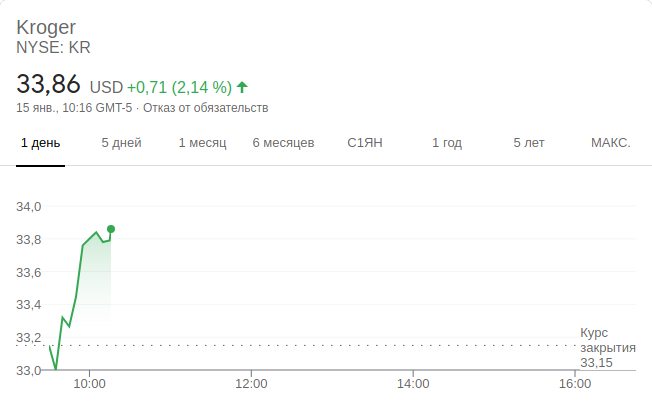 Kroger
NYSE: KR
33,86 USD +0,71 (2,14 %)
15 янв., 10:16 GMT-5 · Отказ от обязательств
1 день 5 дней 1 месяц 6 месяцев С1ЯН 1 год 5 лет МАКС.
34,0
33,8
33,6
33,4
33,2
33,0
Курс
закрытия
33,15
10:00 12:00 14:00 16:00